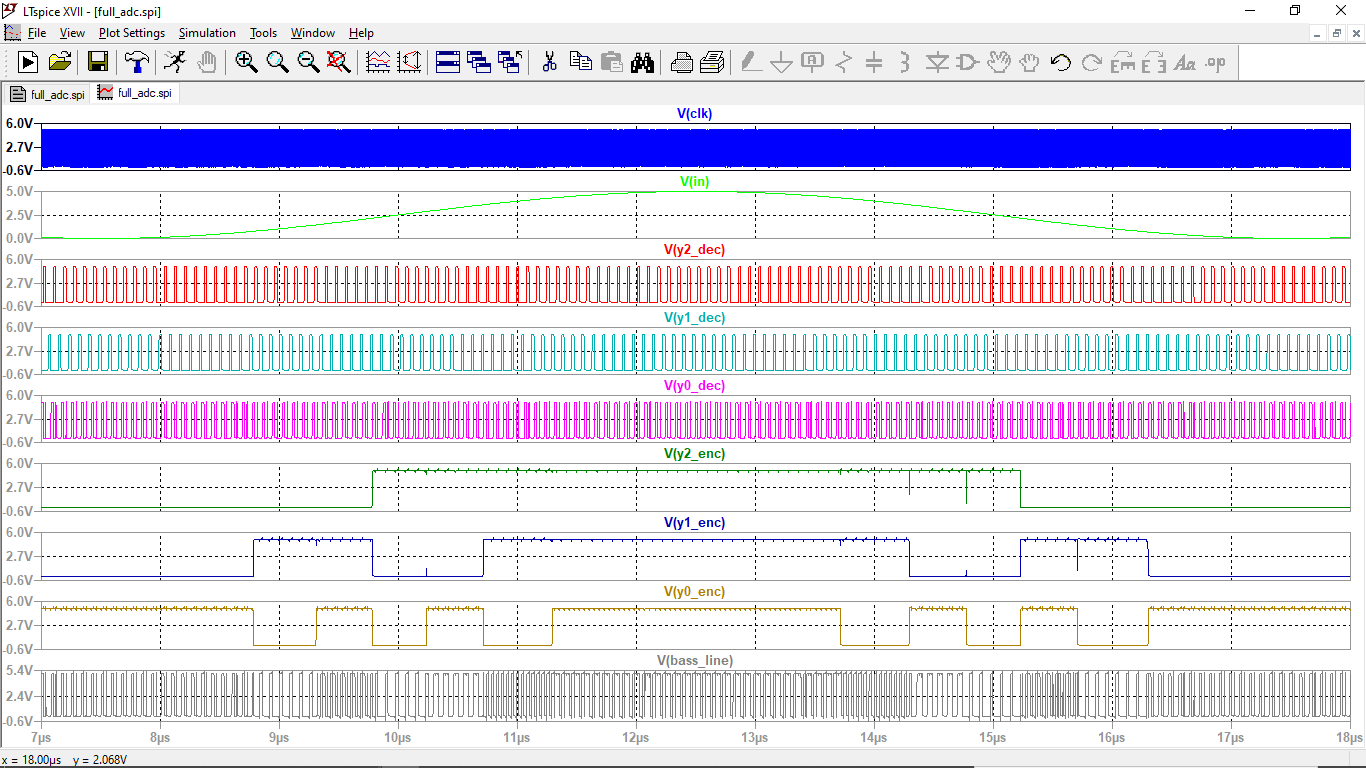 LTspice XVII - [full_adc.spi]
File View Plot Settings Simulation Tools Window Help
.op
full_adc.spi full_adc.spi
V(clk)
6.0V
2.7V
-0.6V
V(in)
5.0V
2.5V
0.0V
V(y2_dec)
6.0V
2.7V
-0.6V
V(y1_dec)
6.0V
2.7V
-0.6V
V(y0_dec)
6.0V
2.7V
-0.6V
V(y2_enc)
6.0V
2.7V
-0.6V
V(y1_enc)
6.0V
2.7V
-0.6V
V(y0_enc)
6.0V
2.7V
-0.6V
V(bass_line)
5.4V
2.4V
-0.6V
7µs 8µs 9µs 10µs 11µs 12µs 13µs 14µs 15µs 16µs 17µs 18µs
x = 18.00µs y = 2.068V